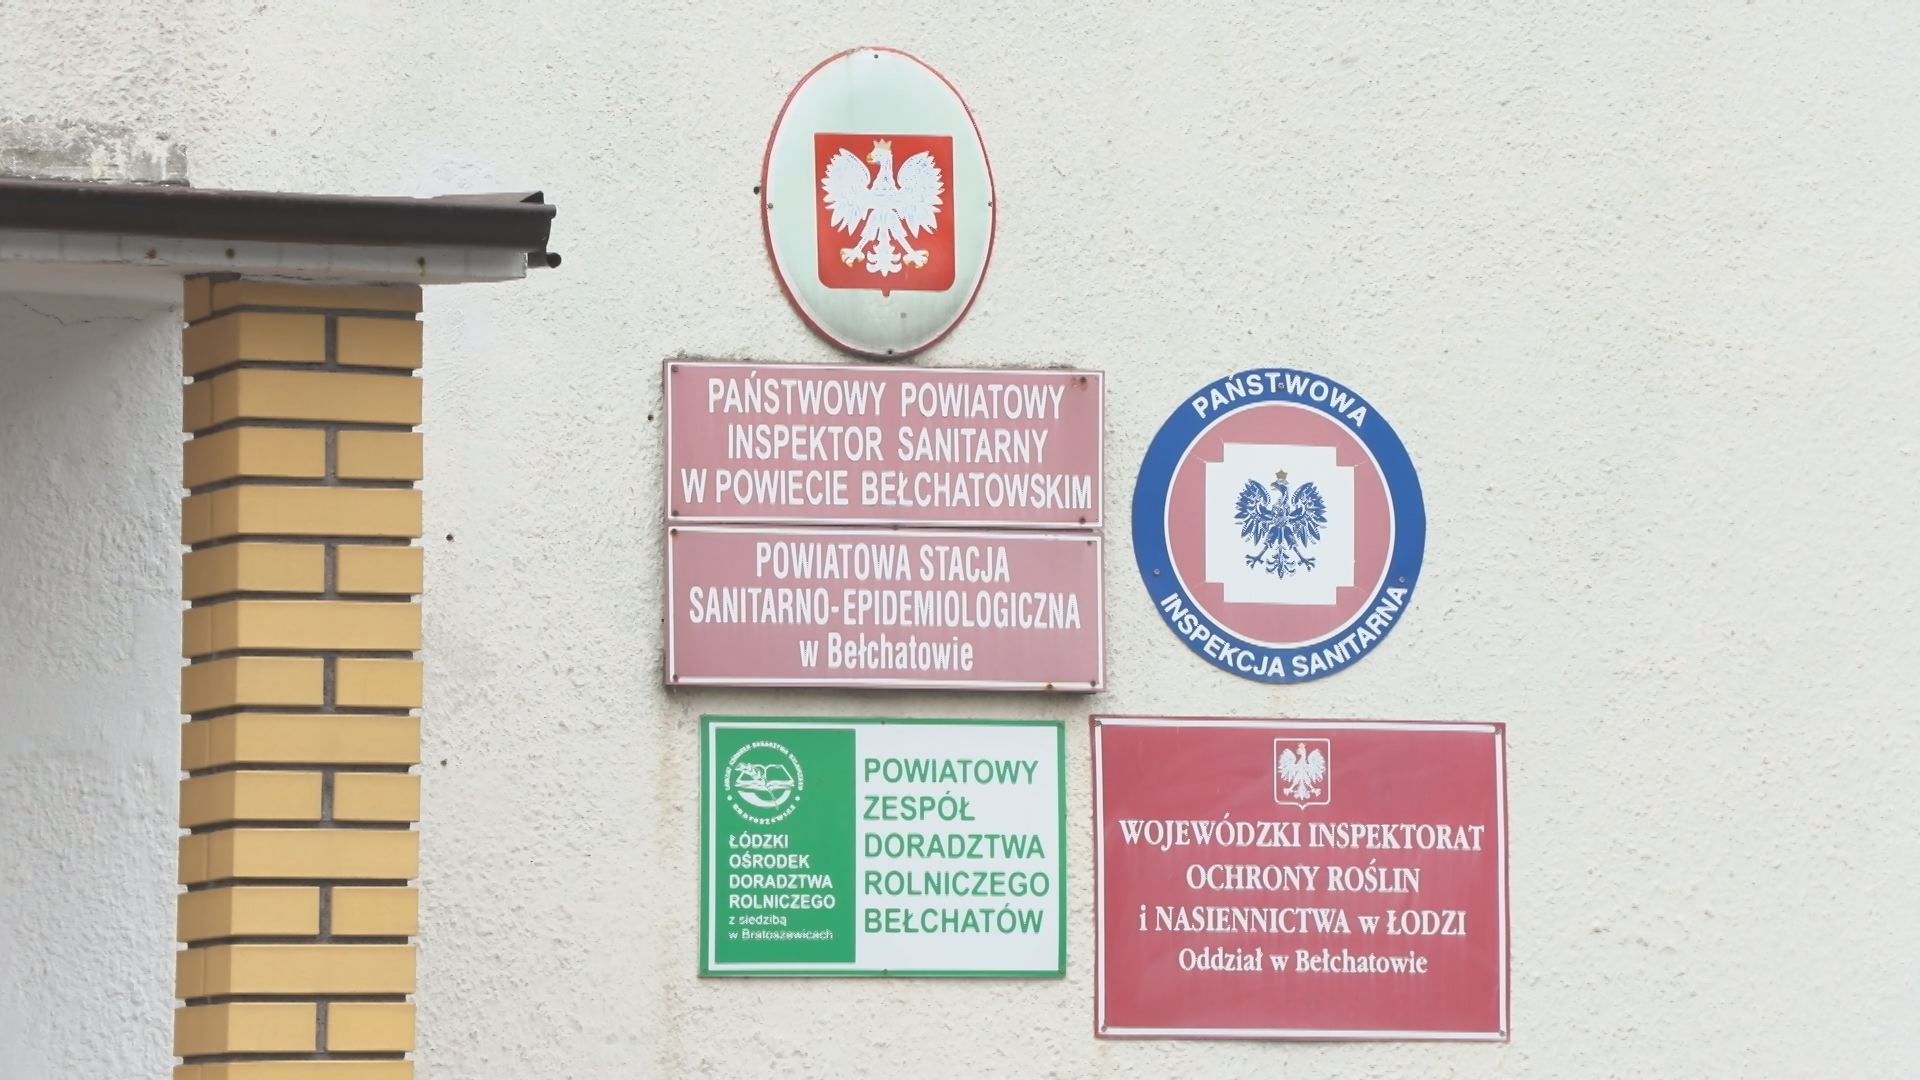 PAŃSTWOWY POWIATOWY
INSPEKTOR SANITARNY
W POWIECIE BEŁCHATOWSKIM
POWIATOWA STACJA
SANITARNO-EPIDEMIOLOGICZNA
w Bełchatowie
PAŃSTWOWA
INSPEKCJA SANITARNA
ŁÓDZKI
OŚRODEK
DORADZTWA
ROLNICZEGO
z siedzibą
w Bratoszewicach
POWIATOWY
ZESPÓŁ
DORADZTWA
ROLNICZEGO
BEŁCHATÓW
WOJEWÓDZKI INSPEKTORAT
OCHRONY ROŚLIN
i NASIENNICTWA w ŁODZI
Oddział w Bełchatowie